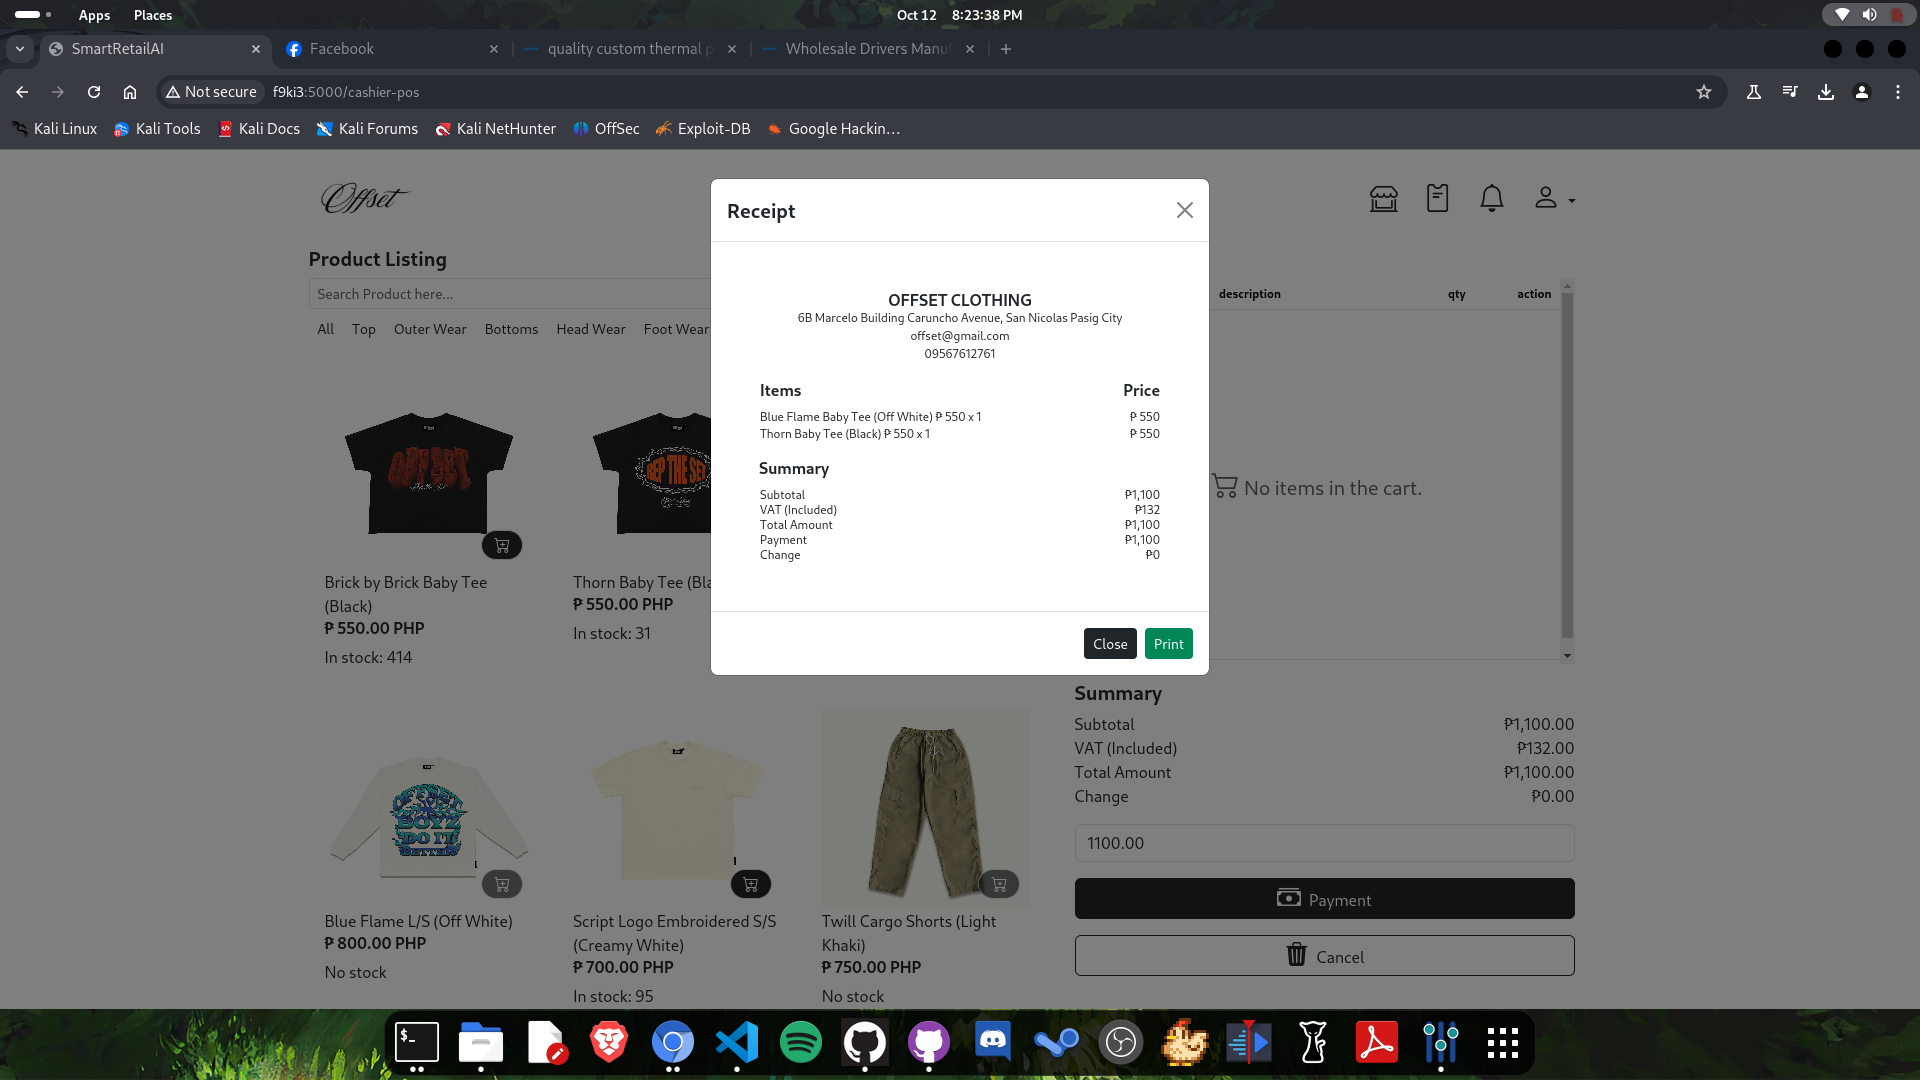 Apps Places Oct 12 8:23:38 PM
SmartRetailAI Facebook quality custom thermal p Wholesale Drivers Manuf
Not secure f9ki3:5000/cashier-pos
Kali Linux Kali Tools Kali Docs Kali Forums Kali NetHunter OffSec Exploit-DB Google Hackin…
Offset
Product Listing
Search Product here...
All Top Outer Wear Bottoms Head Wear Foot Wear
Brick by Brick Baby Tee
(Black)
₱ 550.00 PHP
In stock: 414
Thorn Baby Tee (Bla
₱ 550.00 PHP
In stock: 31
Blue Flame L/S (Off White)
₱ 800.00 PHP
No stock
Script Logo Embroidered S/S
(Creamy White)
₱ 700.00 PHP
In stock: 95
Twill Cargo Shorts (Light
Khaki)
₱ 750.00 PHP
No stock
Receipt
OFFSET CLOTHING
6B Marcelo Building Caruncho Avenue, San Nicolas Pasig City
offset@gmail.com
09567612761
Items Price
Blue Flame Baby Tee (Off White) ₱ 550 x 1 ₱ 550
Thorn Baby Tee (Black) ₱ 550 x 1 ₱ 550
Summary
Subtotal ₱1,100
VAT (Included) ₱132
Total Amount ₱1,100
Payment ₱1,100
Change ₱0
Close Print
description qty action
No items in the cart.
Summary
Subtotal ₱1,100.00
VAT (Included) ₱132.00
Total Amount ₱1,100.00
Change ₱0.00
1100.00
Payment
Cancel